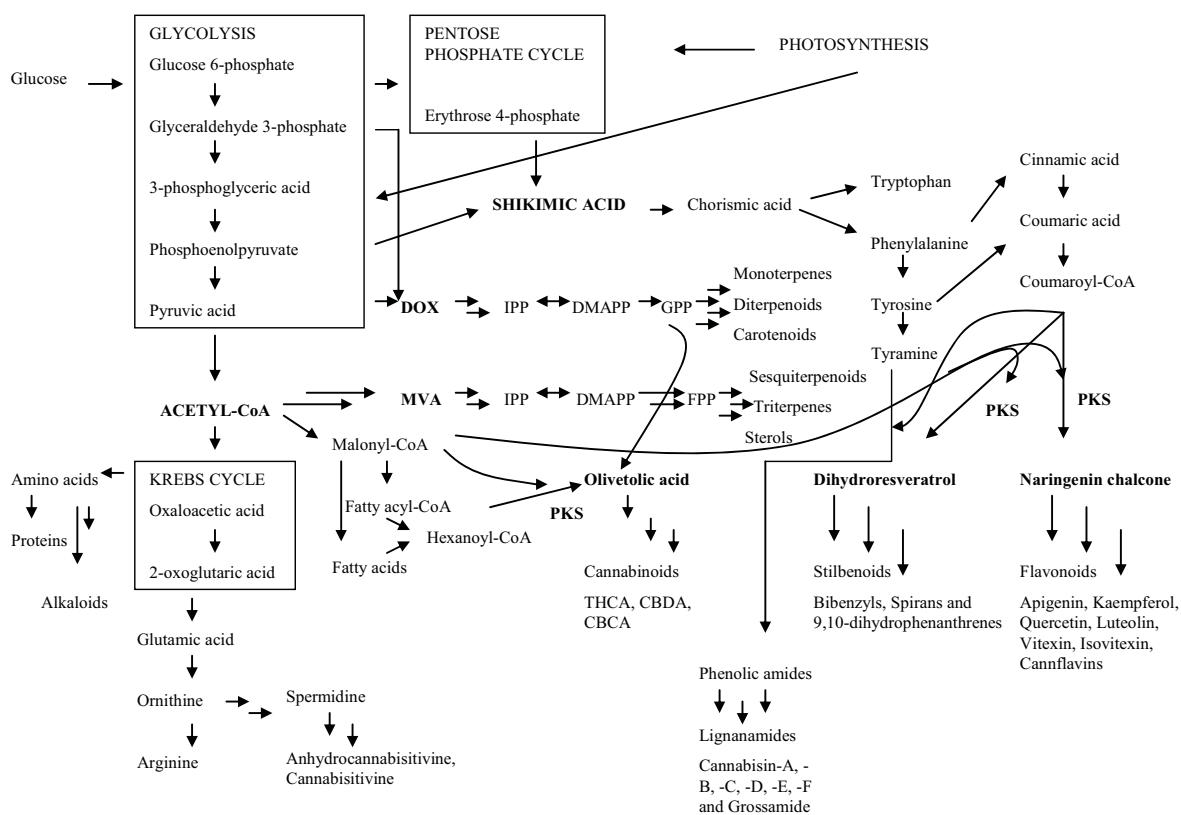 GLYCOLYSIS
Glucose 6-phosphate
Glyceraldehyde 3-phosphate
3-phosphoglyceric acid
Phosphoenolpyruvate
Pyruvic acid
Glucose
PENTOSE
PHOSPHATE CYCLE
Erythrose 4-phosphate
PHOTOSYNTHESIS
SHIKIMIC ACID
Chorismic acid
Tryptophan
Phenylalanine
Tyrosine
Tyramine
Cinnamic acid
Coumaric acid
Coumaroyl-CoA
DOX
IPP
DMAPP
GPP
Monoterpenes
Diterpenoids
Carotenoids
ACETYL-CoA
MVA
IPP
DMAPP
FPP
Sesquiterpenoids
Triterpenes
Sterols
PKS
PKS
Malonyl-CoA
Fatty acyl-CoA
Hexanoyl-CoA
Fatty acids
PKS
Amino acids
Proteins
Alkaloids
KREBS CYCLE
Oxaloacetic acid
2-oxoglutaric acid
Glutamic acid
Ornithine
Arginine
Spermidine
Anhydrocannabisitivine,
Cannabisitivine
Olivetolic acid
Cannabinoids
THCA, CBDA,
CBCA
Dihydroresveratrol
Stilbenoids
Bibenzyls, Spirans and
9,10-dihydrophenanthrenes
Naringenin chalcone
Flavonoids
Apigenin, Kaempferol,
Quercetin, Luteolin,
Vitexin, Isovitexin,
Cannflavins
Phenolic amides
Lignanamides
Cannabisin-A, -
B, -C, -D, -E, -F
and Grossamide